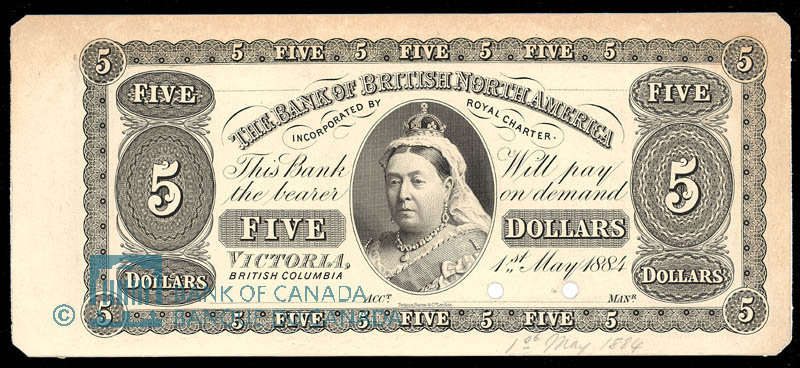 5 5 FIVE 5 FIVE 5 FIVE 5 5
FIVE FIVE
THE BANK OF BRITISH NORTH AMERICA
INCORPORATED BY ROYAL CHARTER.
This Bank Will pay
the bearer on demand
5 5
FIVE DOLLARS
VICTORIA, 1st May 1884
BRITISH COLUMBIA
DOLLARS DOLLARS
© BANK OF CANADA
ACCT. MANR
BANQUE DU CANADA
5 5 FIVE 5 FIVE 5 FIVE 5 5
1st May 1884